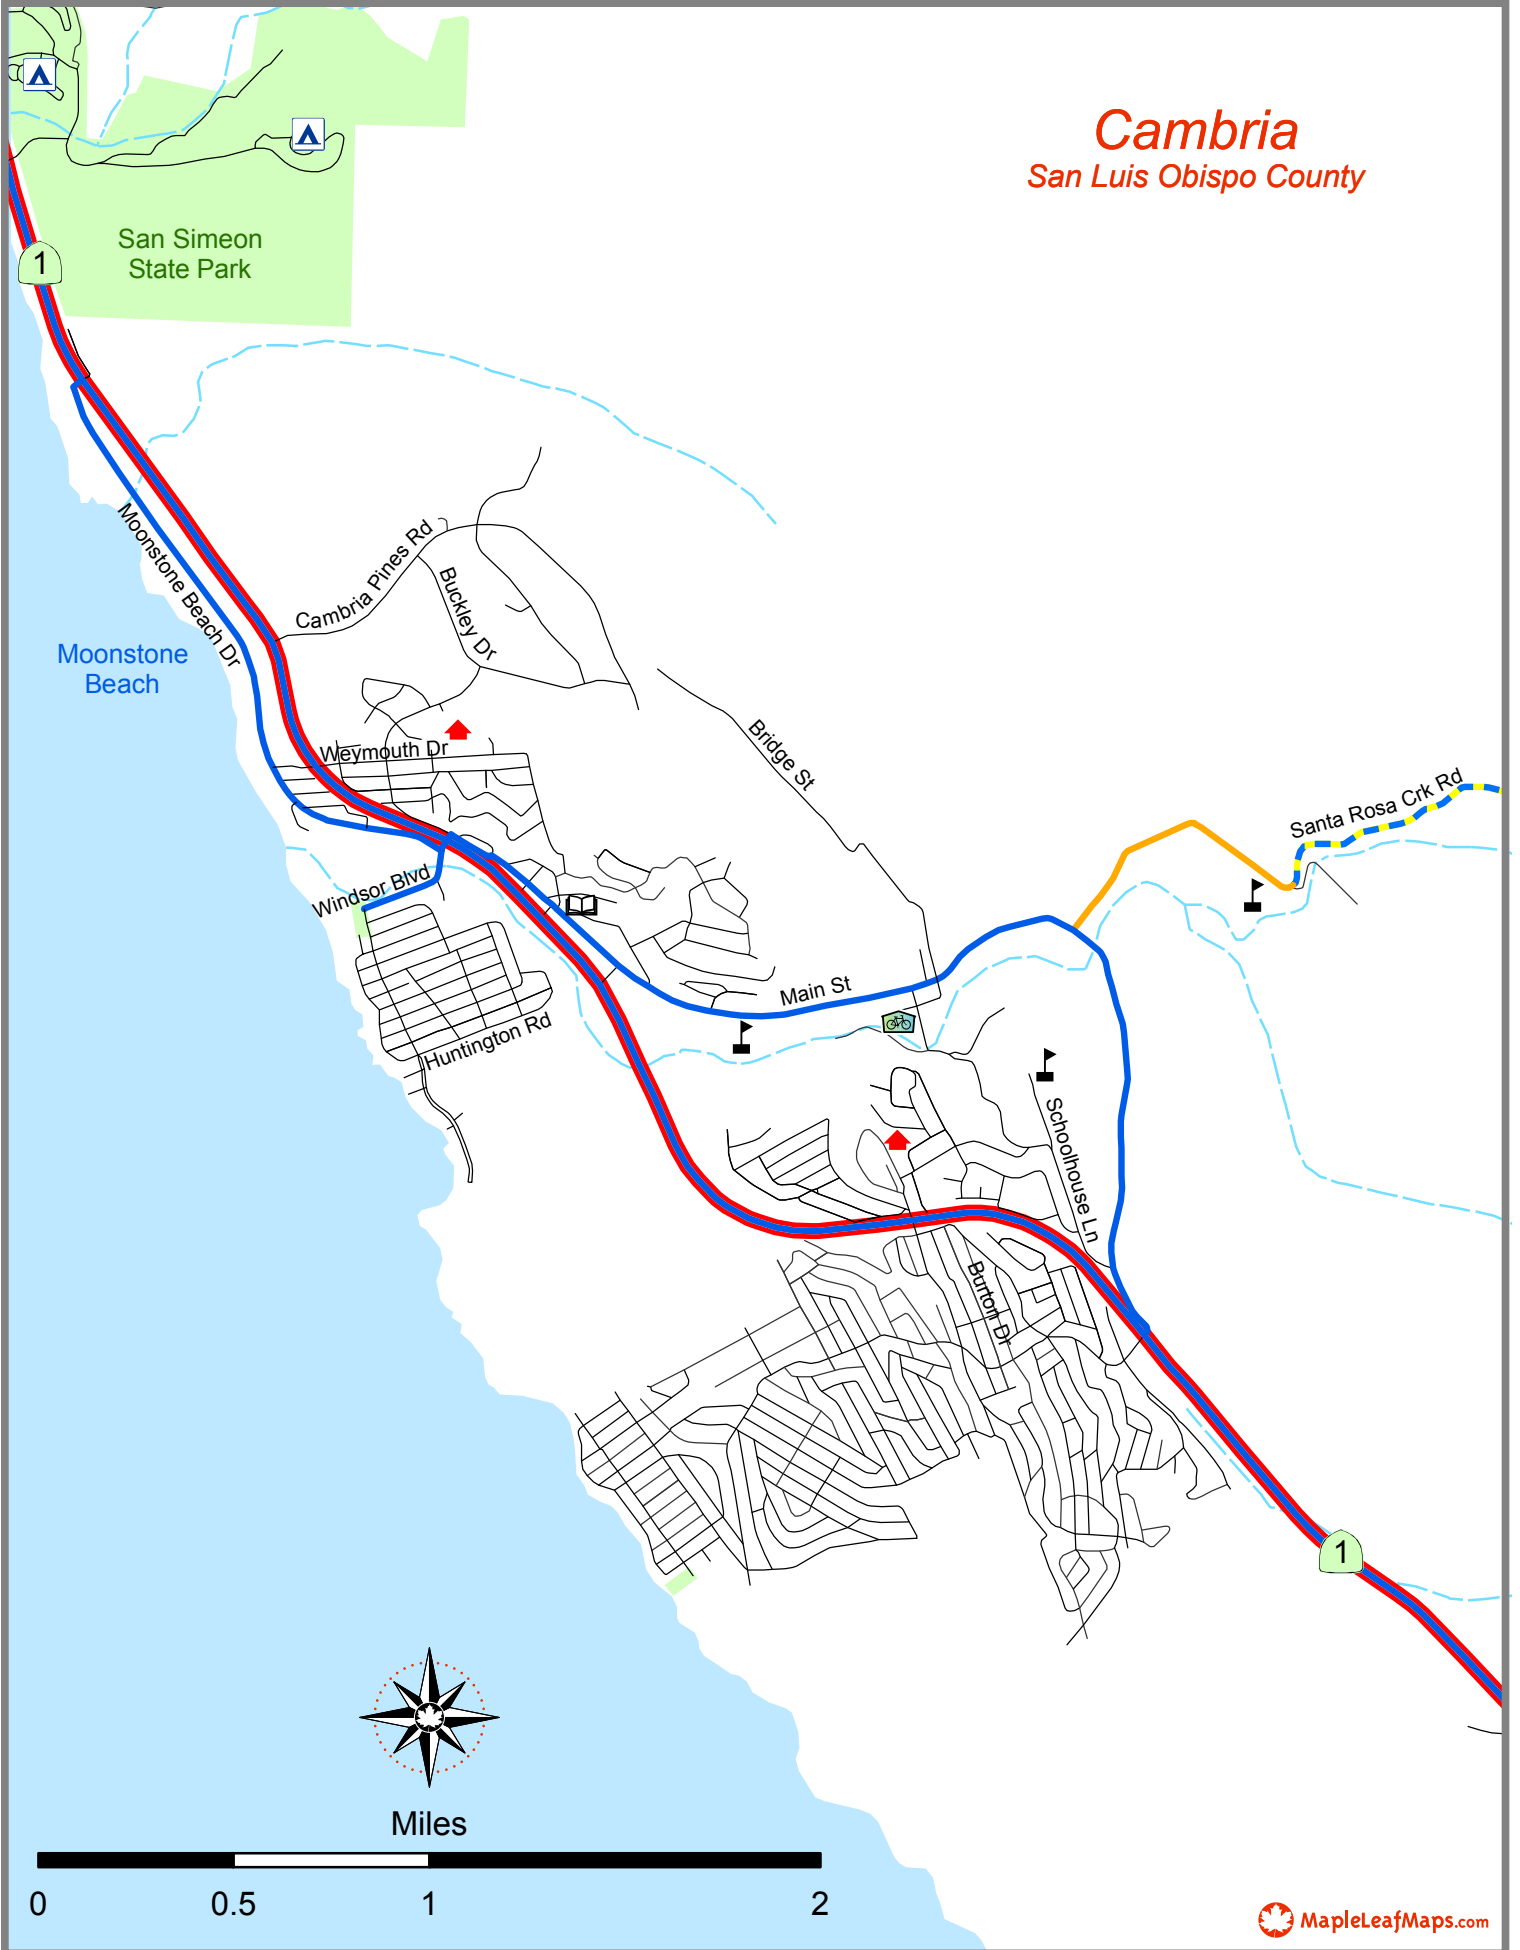 Cambria
San Luis Obispo County
San Simeon
State Park
1
Moonstone Beach Dr
Cambria Pines Rd
Buckley Dr
Moonstone
Beach
Weymouth Dr
Bridge St
Santa Rosa Crk Rd
Windsor Blvd
Main St
Huntington Rd
Schoolhouse Ln
Burton Dr
1
Miles
0 0.5 1 2
MapleLeafMaps.com